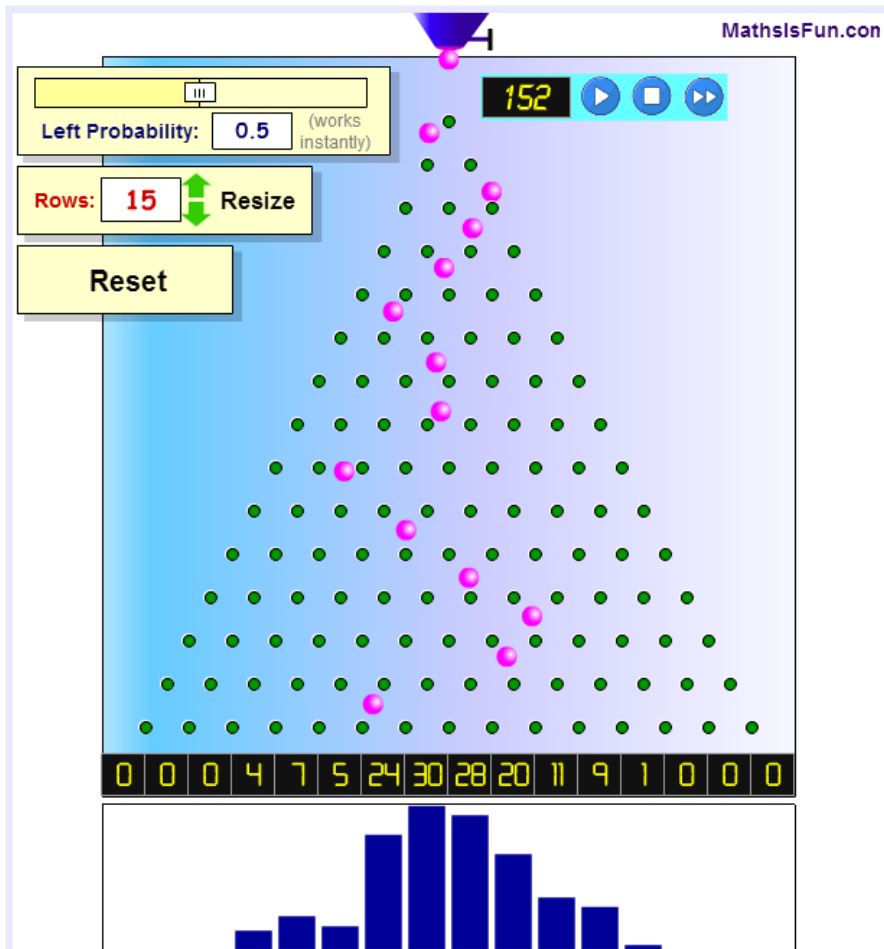 MathsIsFun.com
152
Left Probability: 0.5 (works instantly)
Rows: 15 Resize
Reset
0 0 0 4 7 5 24 30 28 20 11 9 1 0 0 0